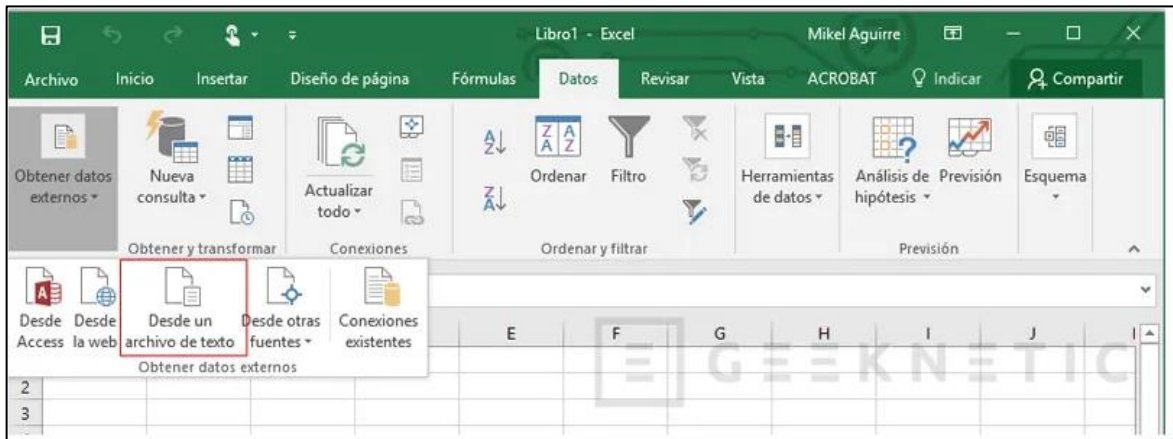 Libro1 - Excel
Mikel Aguirre
Archivo Inicio Insertar Diseño de página Fórmulas Datos Revisar Vista ACROBAT Indicar Compartir
Obtener datos
externos
Nueva
consulta
Actualizar
todo
Ordenar
Filtro
Herramientas
de datos
Análisis de
hipótesis
Previsión
Esquema
Obtener y transformar
Conexiones
Ordenar y filtrar
Previsión
Desde
Access
Desde
la web
Desde un
archivo de texto
Desde otras
fuentes
Conexiones
existentes
Obtener datos externos
E F G H I J
GEEKNETIC
2
3